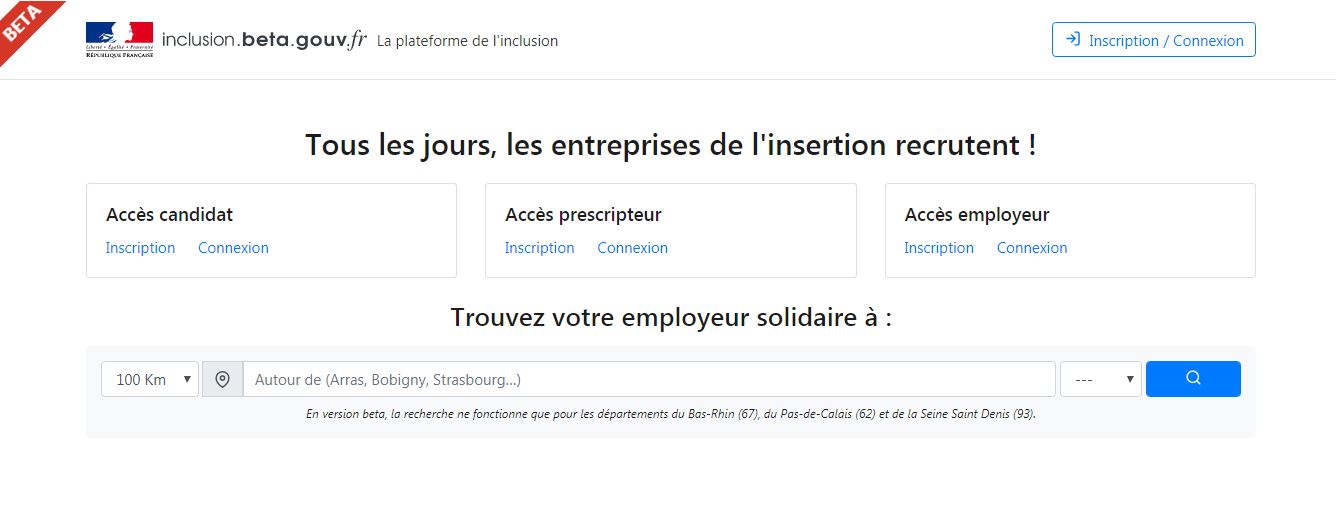 BETA
Liberté • Égalité • Fraternité
RÉPUBLIQUE FRANÇAISE
inclusion.beta.gouv.fr La plateforme de l'inclusion
Inscription / Connexion
Tous les jours, les entreprises de l'insertion recrutent !
Accès candidat
Inscription Connexion
Accès prescripteur
Inscription Connexion
Accès employeur
Inscription Connexion
Trouvez votre employeur solidaire à :
100 Km
Autour de (Arras, Bobigny, Strasbourg...)
---
En version beta, la recherche ne fonctionne que pour les départements du Bas-Rhin (67), du Pas-de-Calais (62) et de la Seine Saint Denis (93).